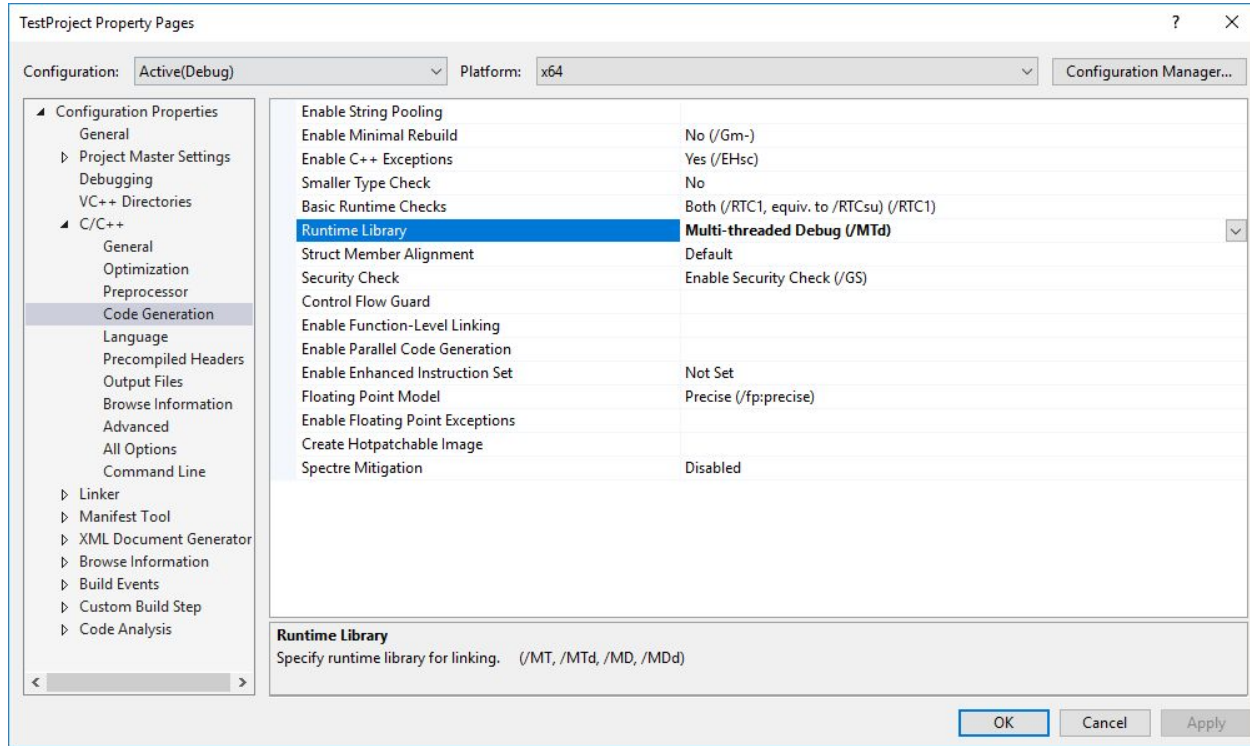 TestProject Property Pages
? ×
Configuration: Active(Debug) Platform: x64 Configuration Manager...
Configuration Properties
General
Project Master Settings
Debugging
VC++ Directories
C/C++
General
Optimization
Preprocessor
Code Generation
Language
Precompiled Headers
Output Files
Browse Information
Advanced
All Options
Command Line
Linker
Manifest Tool
XML Document Generator
Browse Information
Build Events
Custom Build Step
Code Analysis
Enable String Pooling
Enable Minimal Rebuild No (/Gm-)
Enable C++ Exceptions Yes (/EHsc)
Smaller Type Check No
Basic Runtime Checks Both (/RTC1, equiv. to /RTCsu) (/RTC1)
Runtime Library Multi-threaded Debug (/MTd)
Struct Member Alignment Default
Security Check Enable Security Check (/GS)
Control Flow Guard
Enable Function-Level Linking
Enable Parallel Code Generation
Enable Enhanced Instruction Set Not Set
Floating Point Model Precise (/fp:precise)
Enable Floating Point Exceptions
Create Hotpatchable Image
Spectre Mitigation Disabled
Runtime Library
Specify runtime library for linking. (/MT, /MTd, /MD, /MDd)
OK Cancel Apply